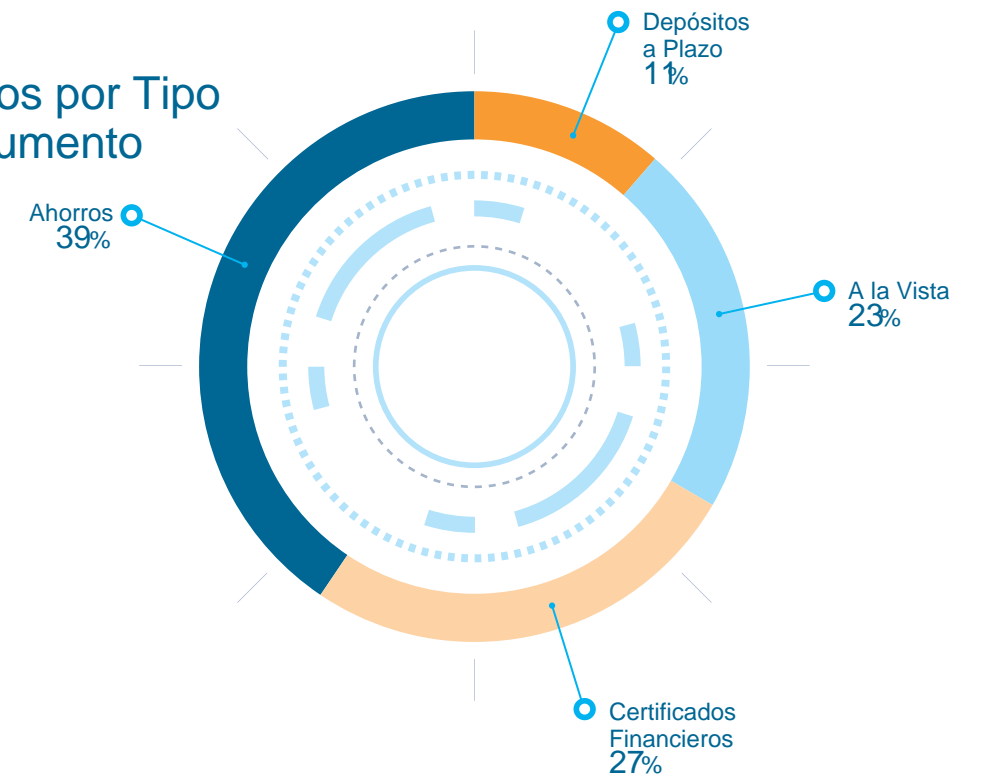 os por Tipo
umento
Depósitos
a Plazo
11%
Ahorros
39%
A la Vista
23%
Certificados
Financieros
27%